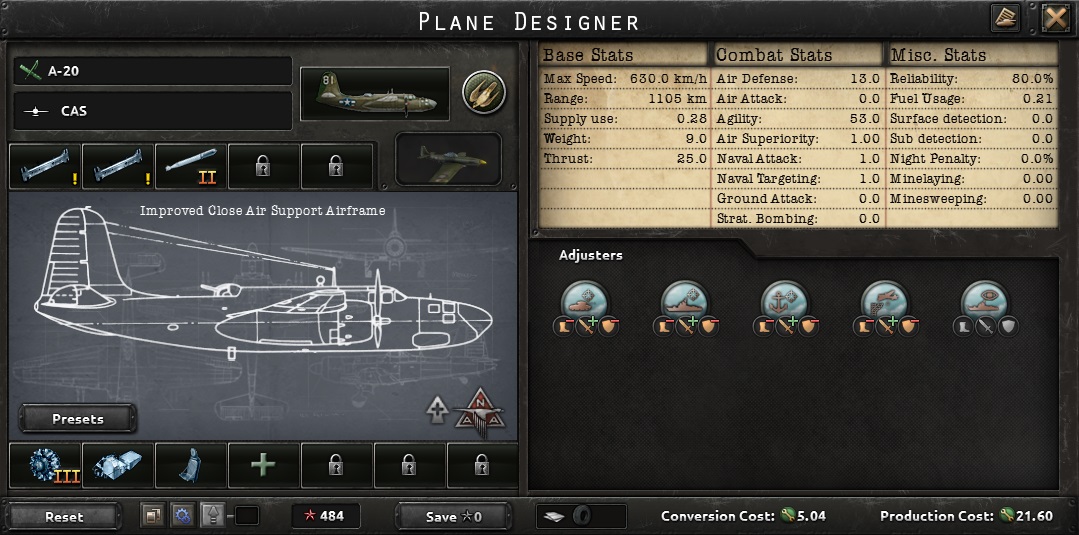 PLANE DESIGNER
A-20
CAS
81
! ! II
Improved Close Air Support Airframe
Presets
N
A A
III
Reset
484
Save 0
Base Stats Combat Stats Misc. Stats
Max Speed: 630.0 km/h Air Defense: 13.0 Reliability: 80.0%
Range: 1105 km Air Attack: 0.0 Fuel Usage: 0.21
Supply use: 0.28 Agility: 53.0 Surface detection: 0.0
Weight: 9.0 Air Superiority: 1.00 Sub detection: 0.0
Thrust: 25.0 Naval Attack: 1.0 Night Penalty: 0.0%
Naval Targeting: 1.0 Minelaying: 0.00
Ground Attack: 0.0 Minesweeping: 0.00
Strat. Bombing: 0.0
Adjusters
Conversion Cost: 5.04 Production Cost: 21.60